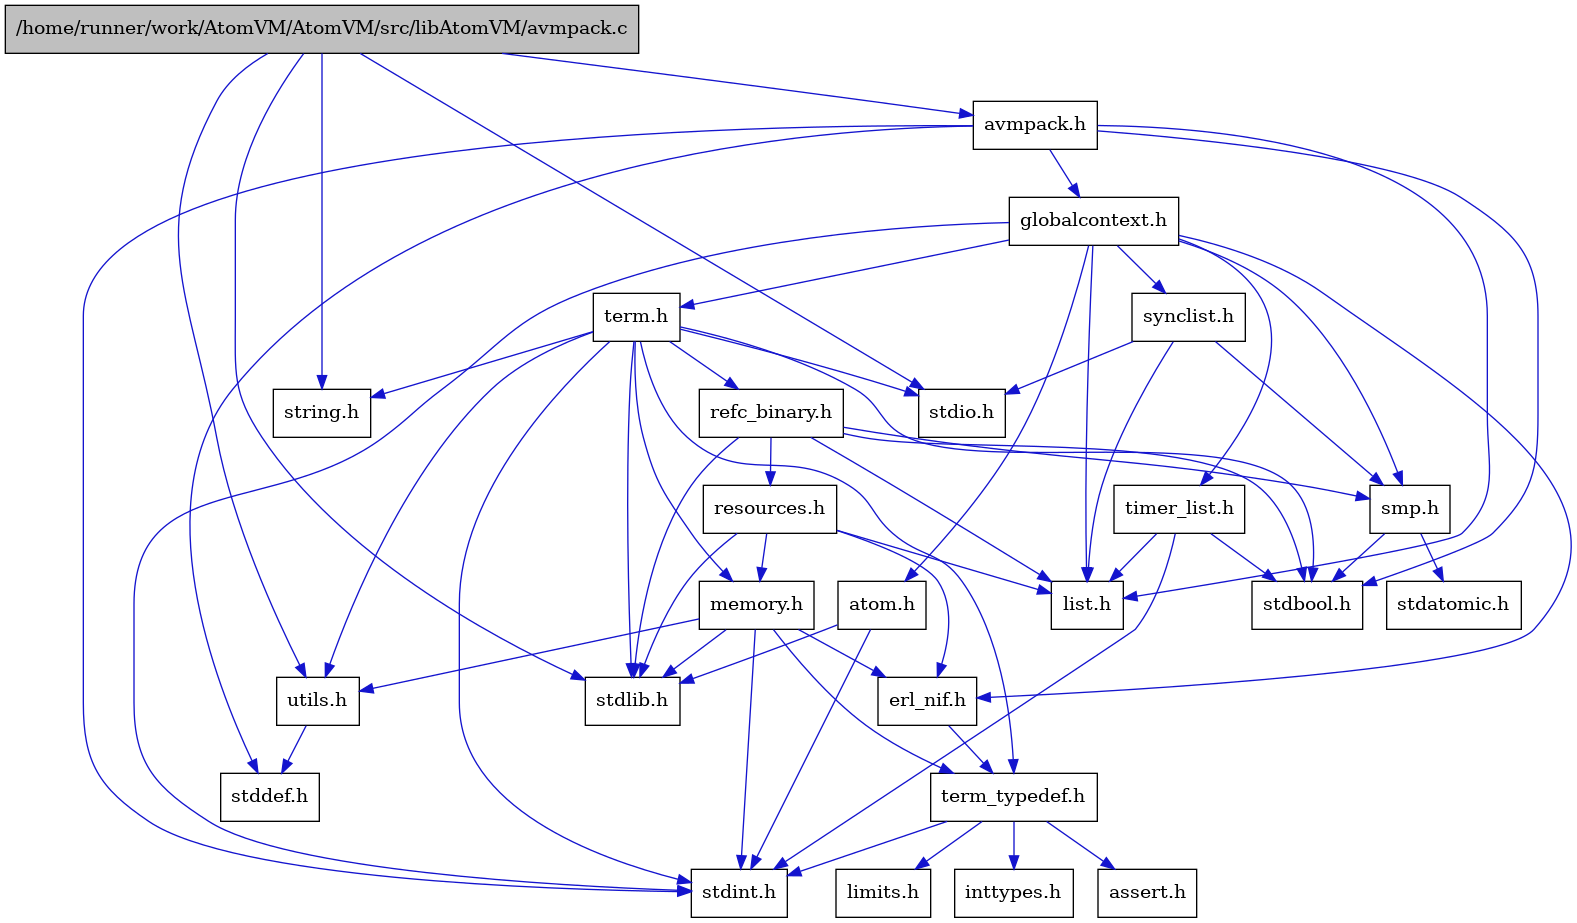 /home/runner/work/AtomVM/AtomVM/src/libAtomVM/avmpack.c
avmpack.h
globalcontext.h
term.h
synclist.h
string.h
refc_binary.h
stdio.h
resources.h
timer_list.h
smp.h
memory.h
atom.h
list.h
stdbool.h
stdatomic.h
utils.h
stdlib.h
erl_nif.h
stddef.h
term_typedef.h
stdint.h
limits.h
inttypes.h
assert.h